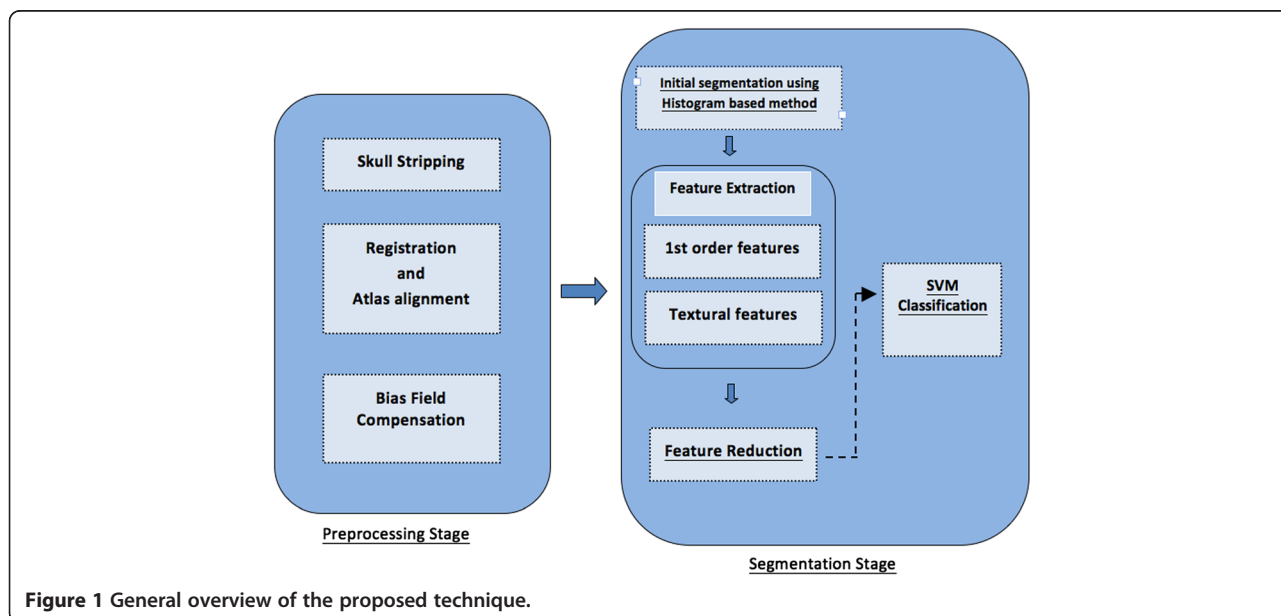 Skull Stripping
Registration
and
Atlas alignment
Bias Field
Compensation
Preprocessing Stage
Initial segmentation using
Histogram based method
Feature Extraction
1st order features
Textural features
Feature Reduction
SVM
Classification
Segmentation Stage
Figure 1 General overview of the proposed technique.